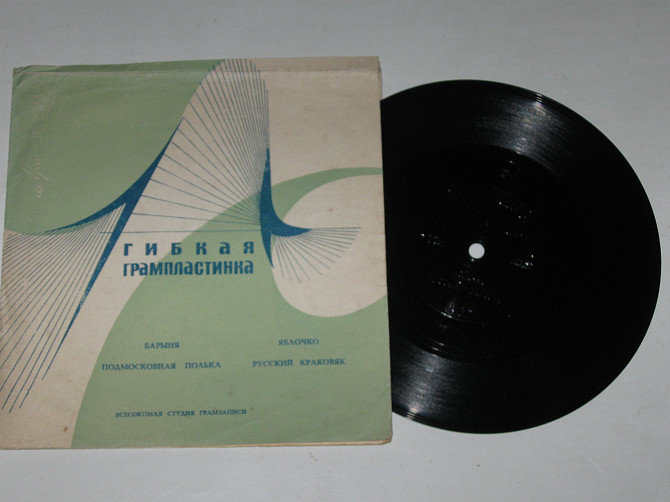 ГИБКАЯ
ГРАМПЛАСТИНКА
БАРЫНЯ
ПОДМОСКОВНАЯ ПОЛЬКА
ЯБЛОЧКО
РУССКИЙ КРАКОВЯК
ВСЕСОЮЗНАЯ СТУДИЯ ГРАМЗАПИСИ